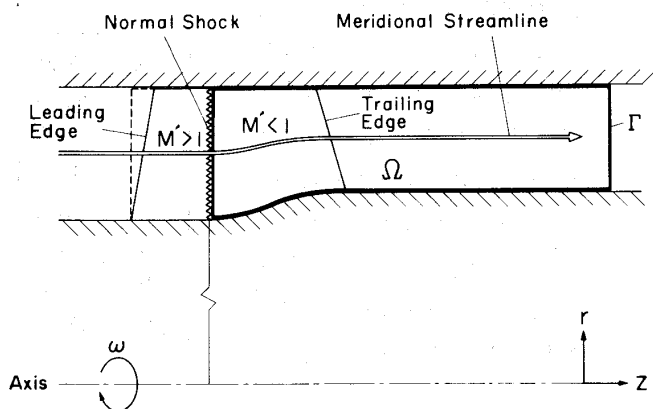 Normal Shock
Meridional Streamline
Leading
Edge
M'>1
M'<1
Trailing
Edge
Γ
Ω
r
ω
Axis
Z